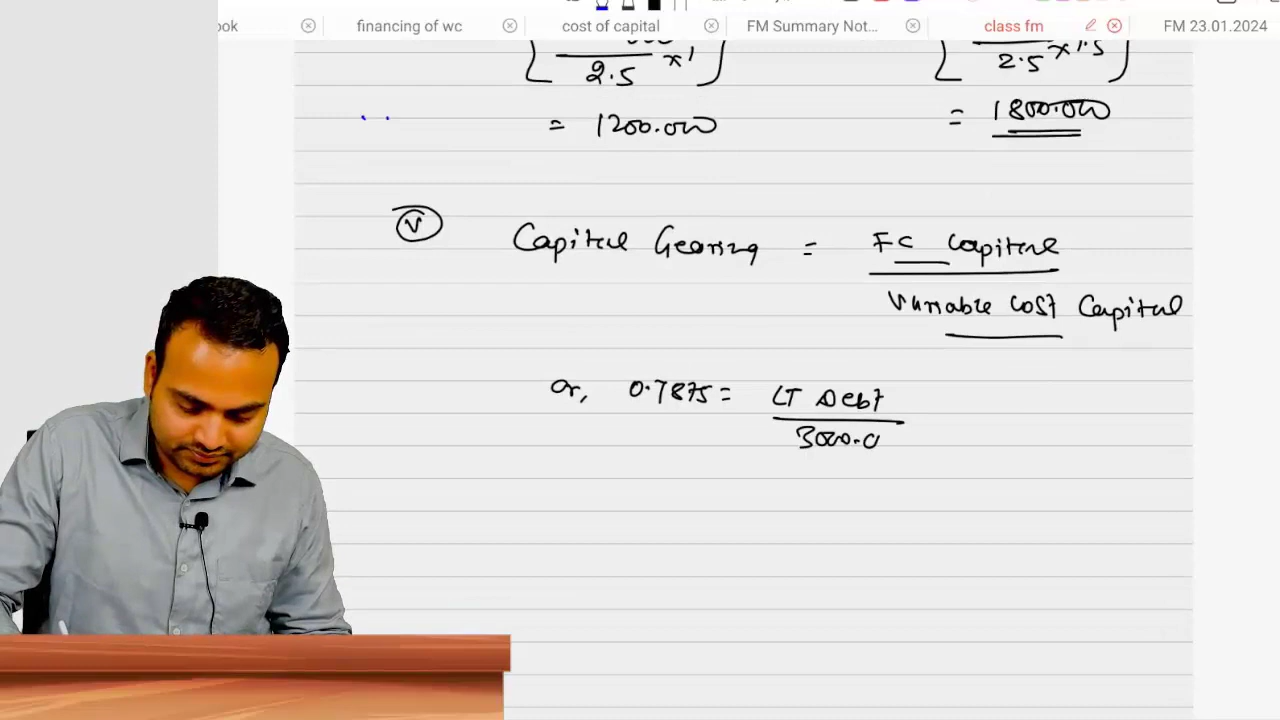 ook financing of wc cost of capital FM Summary Not... class fm FM 23.01.2024
2.5 x1 2.5 x1.5
= 1200.000 = 1800.000
V Capital Gearing = FC Capital
Variable Cost Capital
or, 0.7875 = LT Debt
3000.0